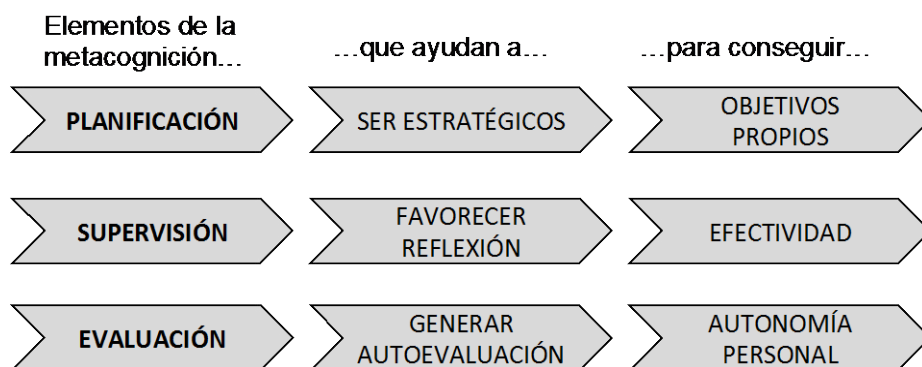 Elementos de la
metacognición...
...que ayudan a...
...para conseguir...
PLANIFICACIÓN
SER ESTRATÉGICOS
OBJETIVOS
PROPIOS
SUPERVISIÓN
FAVORECER
REFLEXIÓN
EFECTIVIDAD
EVALUACIÓN
GENERAR
AUTOEVALUACIÓN
AUTONOMÍA
PERSONAL